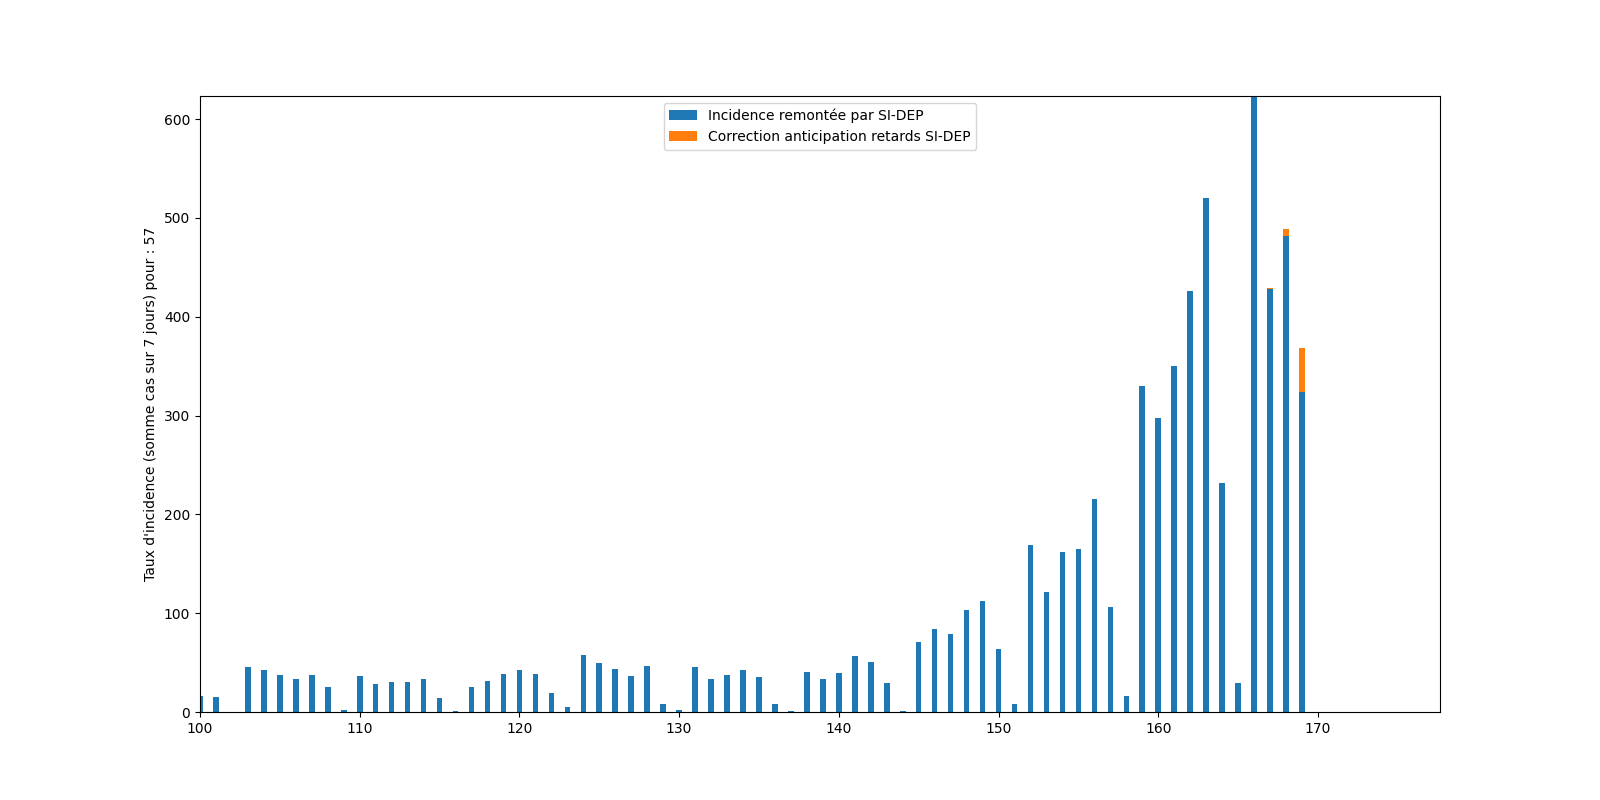 Incidence remontée par SI-DEP
Correction anticipation retards SI-DEP
Taux d'incidence (somme cas sur 7 jours) pour : 57
600
500
400
300
200
100
0
100 110 120 130 140 150 160 170